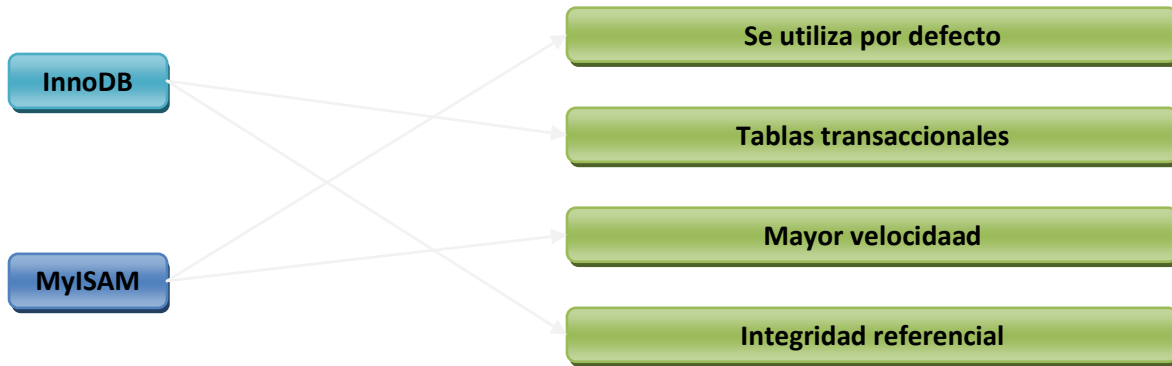 Se utiliza por defecto
InnoDB
Tablas transaccionales
Mayor velocidaad
MyISAM
Integridad referencial